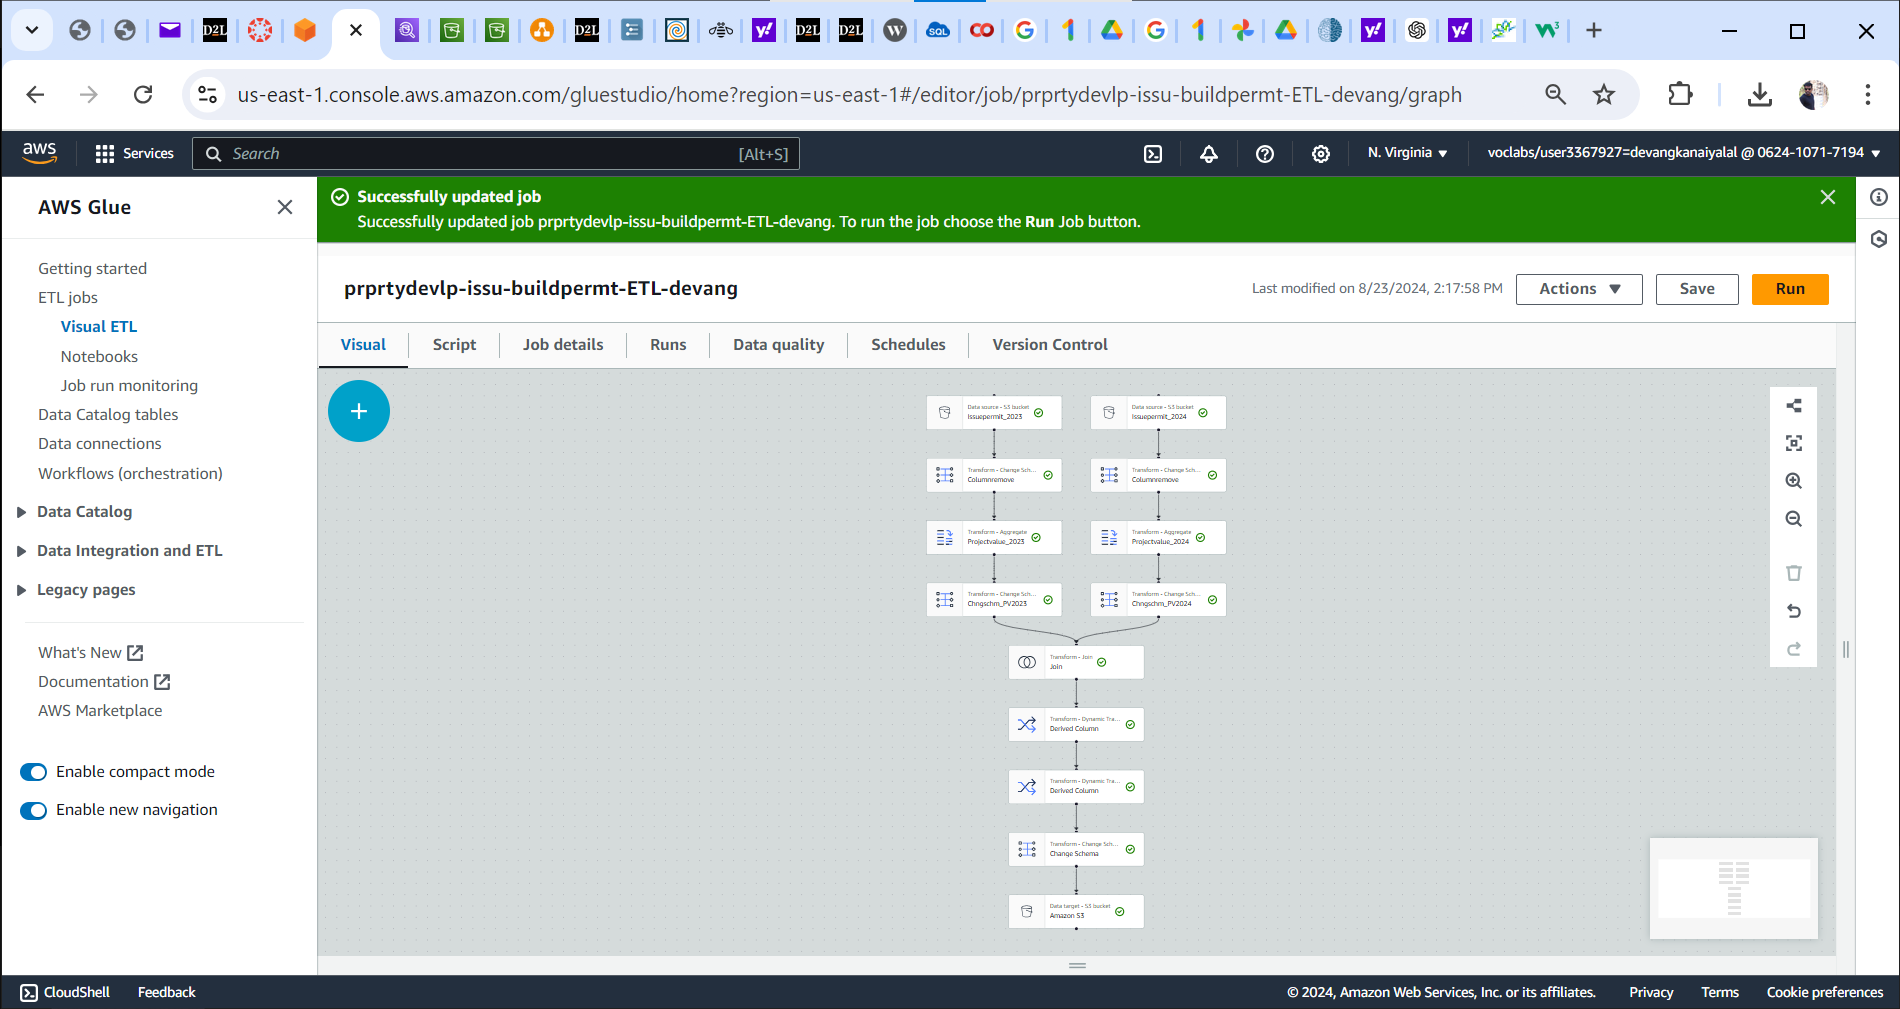 D2L
D2L
y!
D2L
D2L
SQL
y!
y!
us-east-1.console.aws.amazon.com/gluestudio/home?region=us-east-1#/editor/job/prprtydevlp-issu-buildpermt-ETL-devang/graph
aws
Services
Search
[Alt+S]
N. Virginia
voclabs/user3367927=devangkanaiyalal @ 0624-1071-7194
AWS Glue
Getting started
ETL jobs
Visual ETL
Notebooks
Job run monitoring
Data Catalog tables
Data connections
Workflows (orchestration)
Data Catalog
Data Integration and ETL
Legacy pages
What's New
Documentation
AWS Marketplace
Enable compact mode
Enable new navigation
Successfully updated job
Successfully updated job prprtydevlp-issu-buildpermt-ETL-devang. To run the job choose the Run Job button.
prprtydevlp-issu-buildpermt-ETL-devang
Last modified on 8/23/2024, 2:17:58 PM
Actions
Save
Run
Visual
Script
Job details
Runs
Data quality
Schedules
Version Control
Data source - S3 bucket
Issuepermit_2023
Data source - S3 bucket
Issuepermit_2024
Transform - Change Sch...
Columnremove
Transform - Change Sch...
Columnremove
Transform - Aggregate
Projectvalue_2023
Transform - Aggregate
Projectvalue_2024
Transform - Change Sch...
Chngschm_PV2023
Transform - Change Sch...
Chngschm_PV2024
Transform - Join
Join
Transform - Dynamic Tra...
Derived Column
Transform - Dynamic Tra...
Derived Column
Transform - Change Sch...
Change Schema
Data target - S3 bucket
Amazon S3
CloudShell
Feedback
© 2024, Amazon Web Services, Inc. or its affiliates.
Privacy
Terms
Cookie preferences